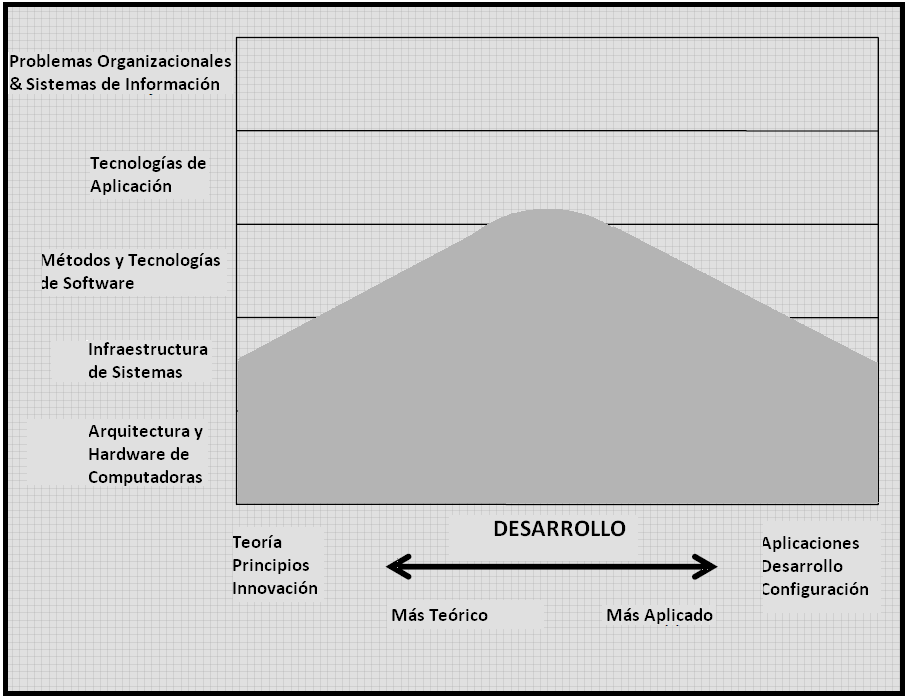 Problemas Organizacionales
& Sistemas de Información
Tecnologías de
Aplicación
Métodos y Tecnologías
de Software
Infraestructura
de Sistemas
Arquitectura y
Hardware de
Computadoras
DESARROLLO
Teoría
Principios
Innovación
Aplicaciones
Desarrollo
Configuración
Más Teórico
Más Aplicado